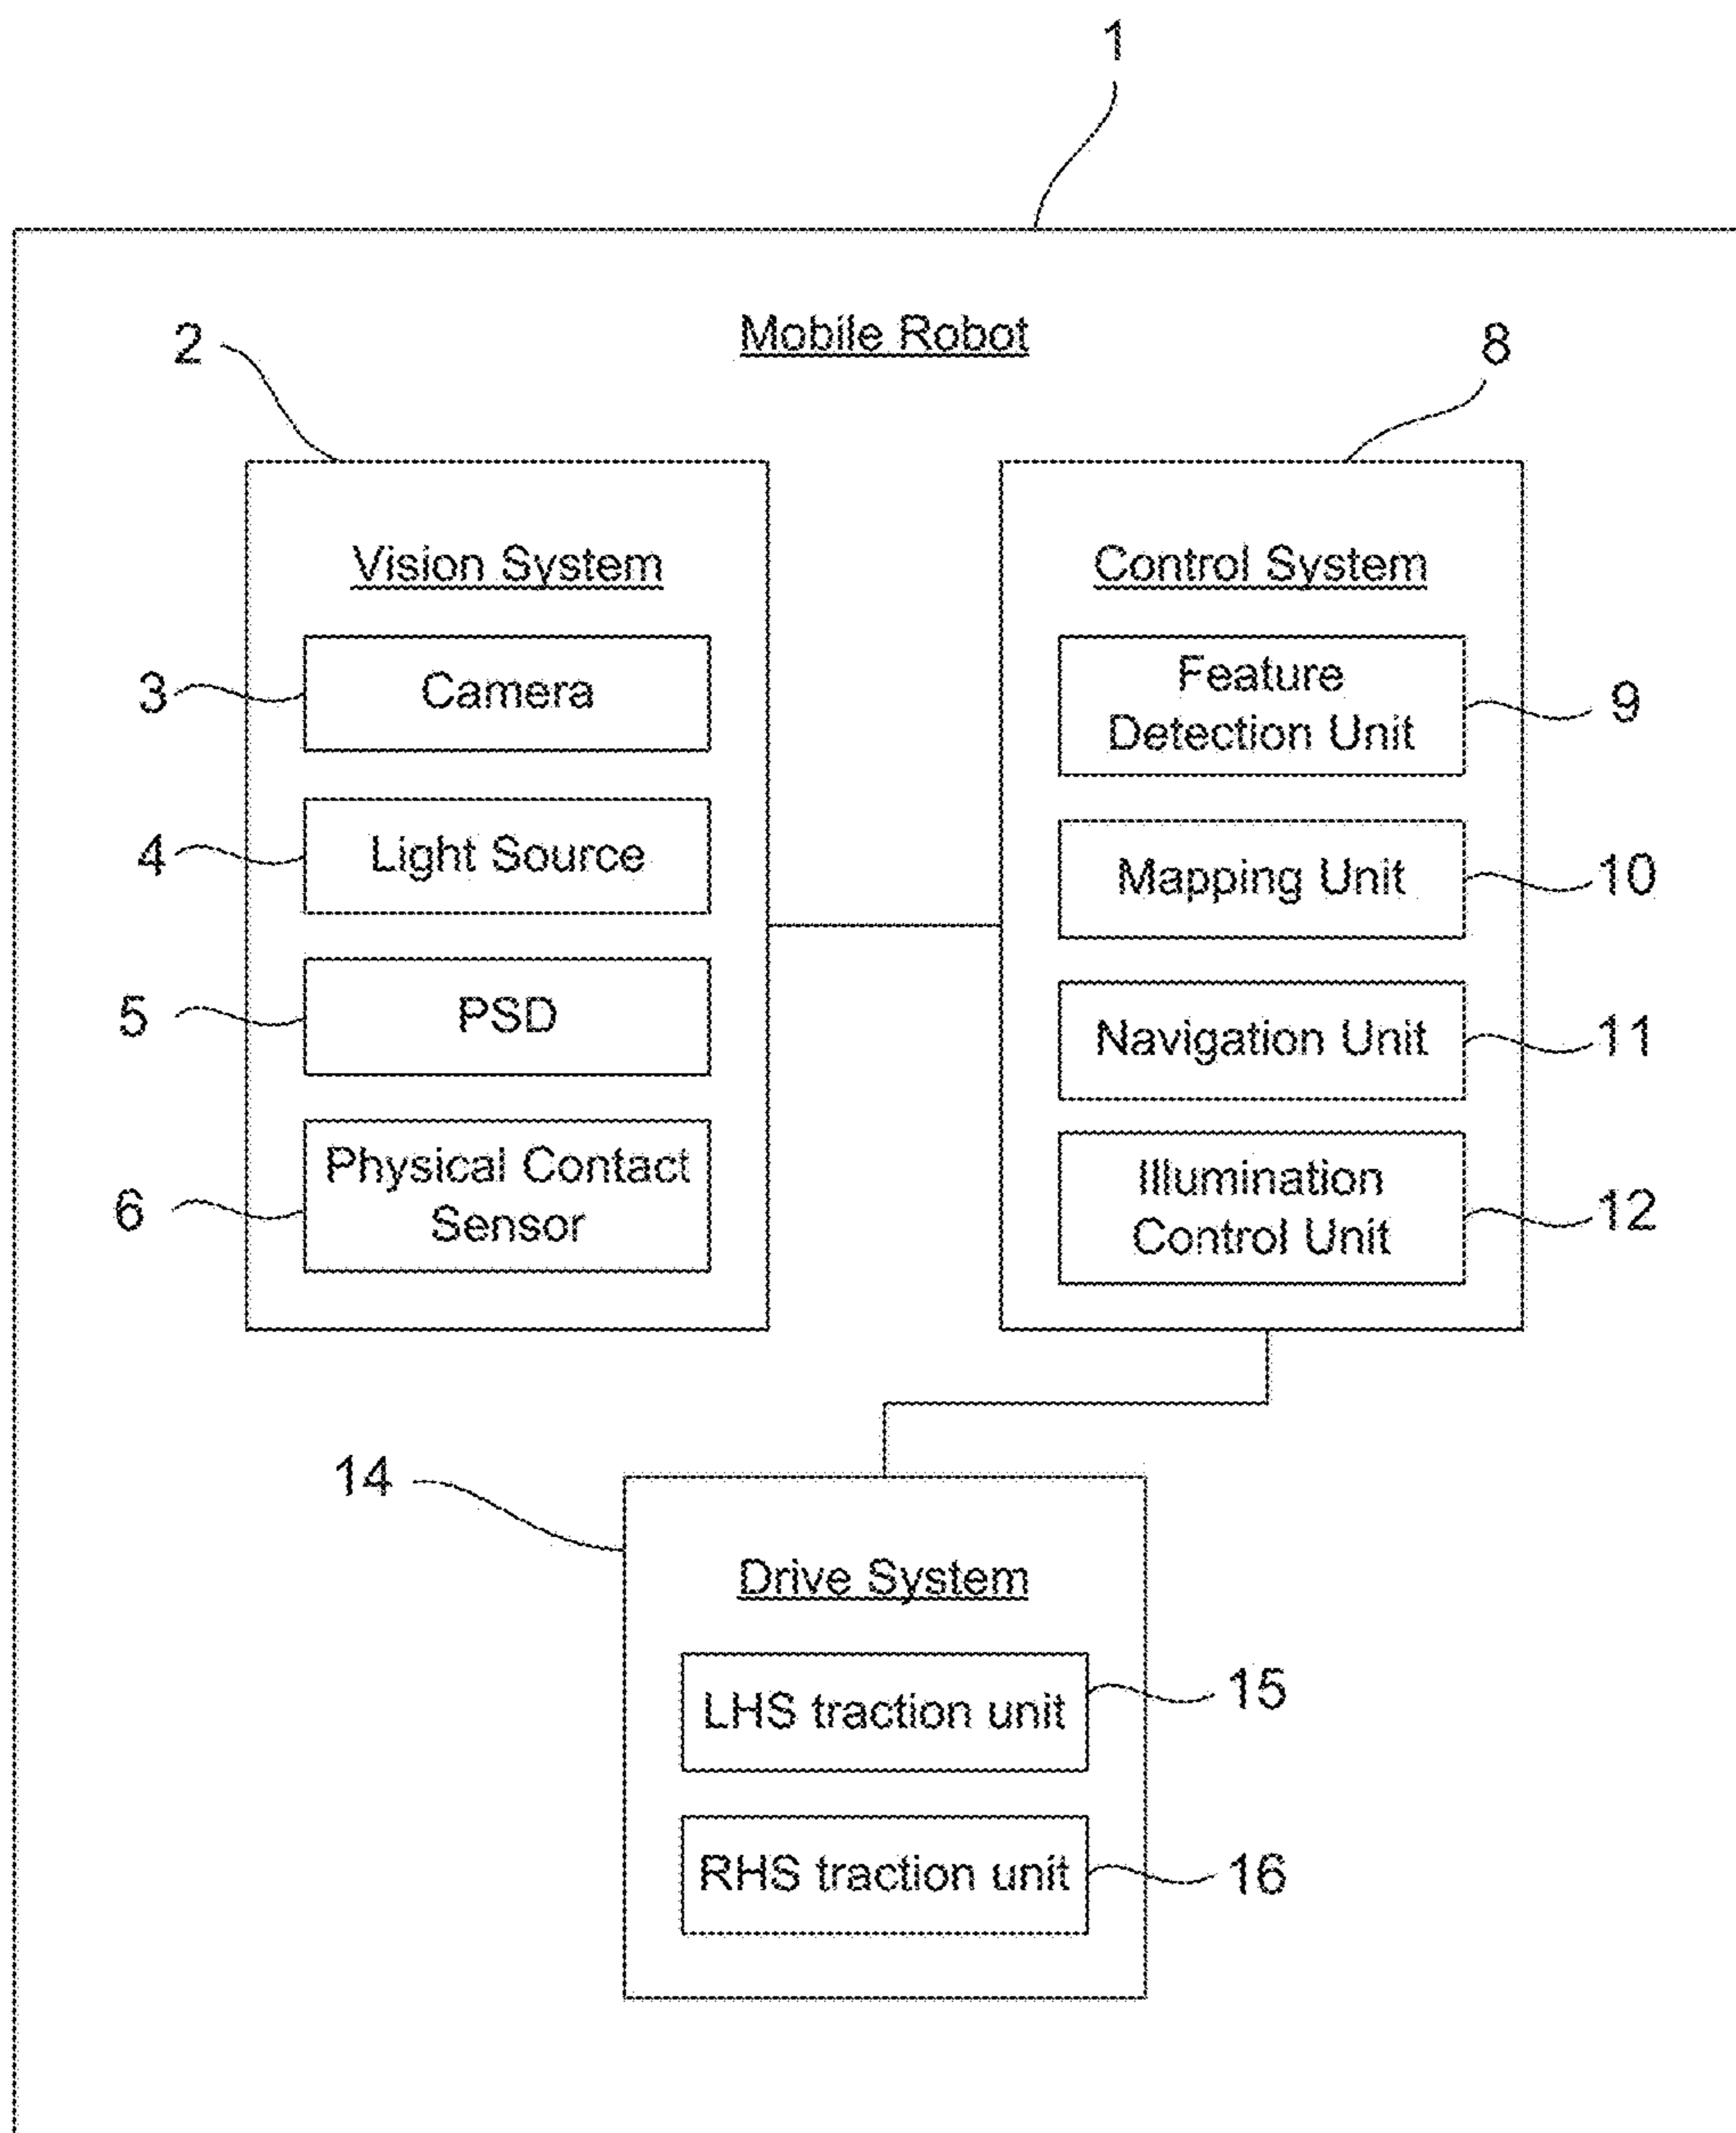 1
Mobile Robot
2
8
Vision System
3
Camera
4
Light Source
5
PSD
6
Physical Contact
Sensor
Control System
Feature
Detection Unit
9
Mapping Unit
10
Navigation Unit
11
Illumination
Control Unit
12
14
Drive System
LHS traction unit
15
RHS traction unit
16